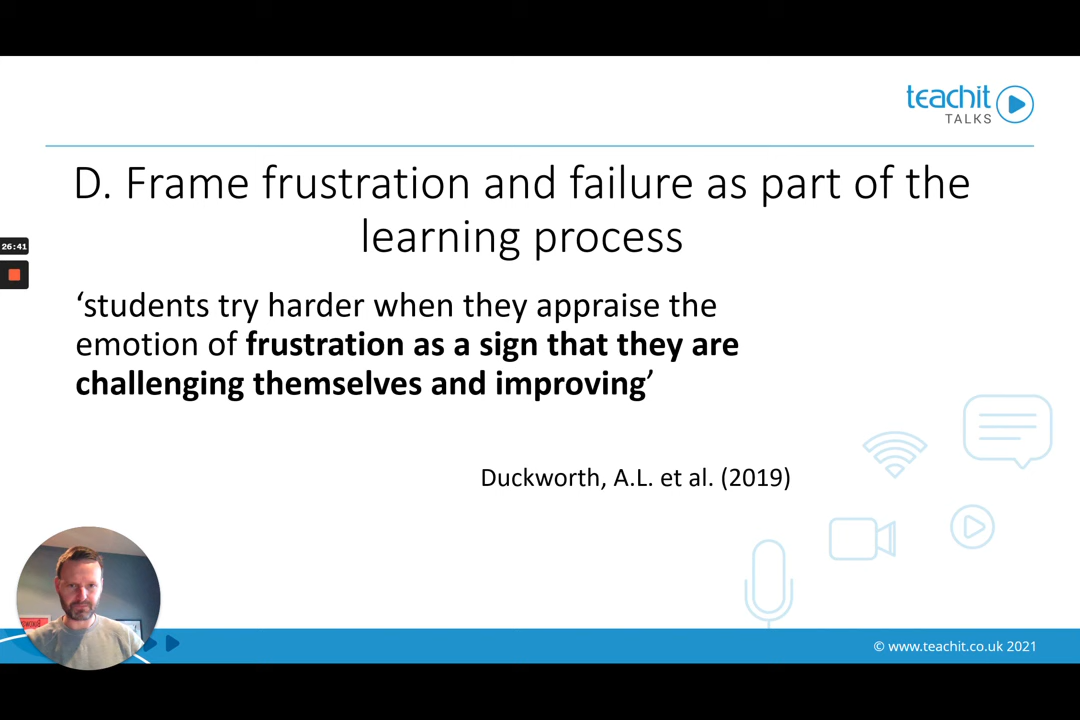 teachit
TALKS
D. Frame frustration and failure as part of the
learning process
26:41
‘students try harder when they appraise the
emotion of frustration as a sign that they are
challenging themselves and improving’
Duckworth, A.L. et al. (2019)
© www.teachit.co.uk 2021